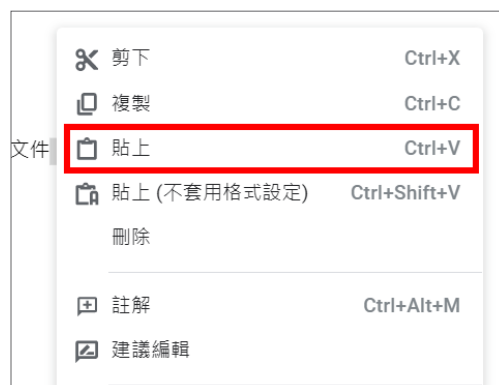 剪下 Ctrl+X
複製 Ctrl+C
文件 貼上 Ctrl+V
貼上 (不套用格式設定) Ctrl+Shift+V
刪除
註解 Ctrl+Alt+M
建議編輯